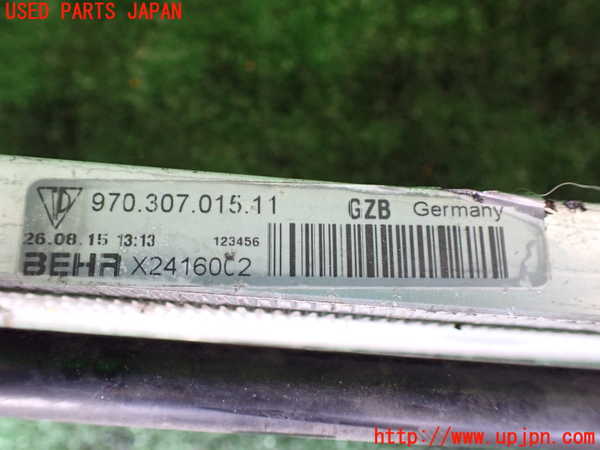 USED PARTS JAPAN
970.307.015.11 GZB Germany
26.08.15 13:13 123456
BEHR X24160C2
http://www.upjpn.com/